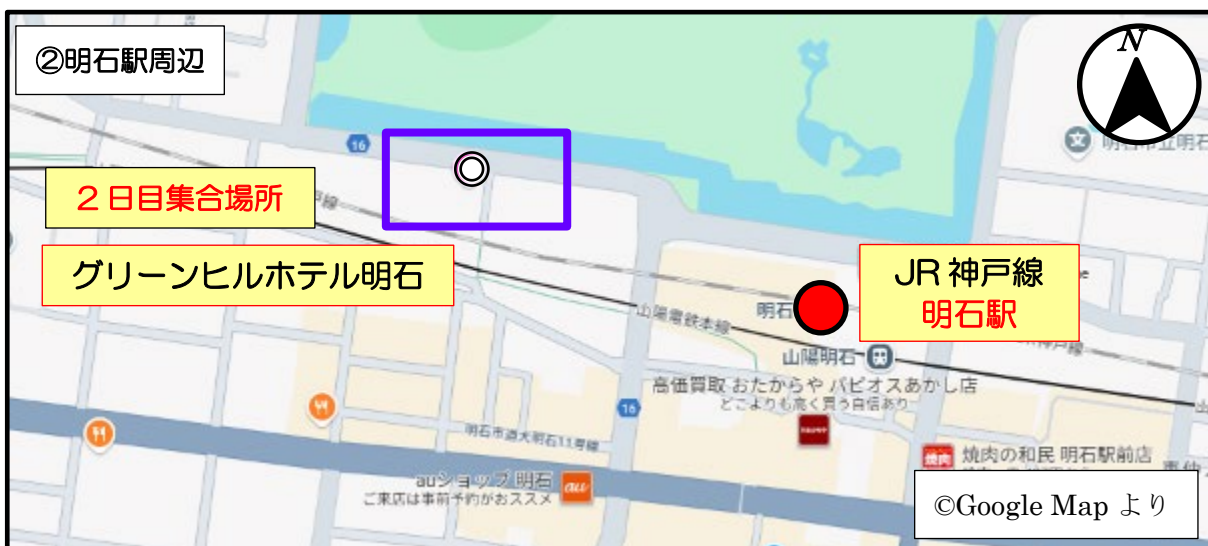 ②明石駅周辺
N
16
2日目集合場所
戸線
グリーンヒルホテル明石
JR神戸線
明石駅
明石
山陽電鉄本線
山陽明石
高価買取 おたからや パピオスあかし店
どこよりも高く買う自信あり
16
明石市道大明石11号線
auショップ 明石
ご来店は事前予約がおススメ
au
焼肉
焼肉の和民 明石駅前店
©Google Map より